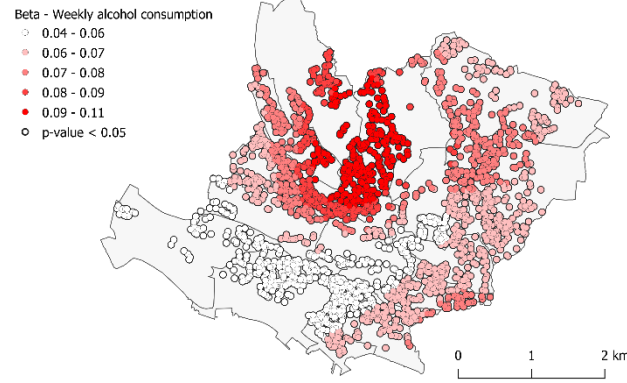 Beta - Weekly alcohol consumption
0.04 - 0.06
0.06 - 0.07
0.07 - 0.08
0.08 - 0.09
0.09 - 0.11
p-value < 0.05
0 1 2 km